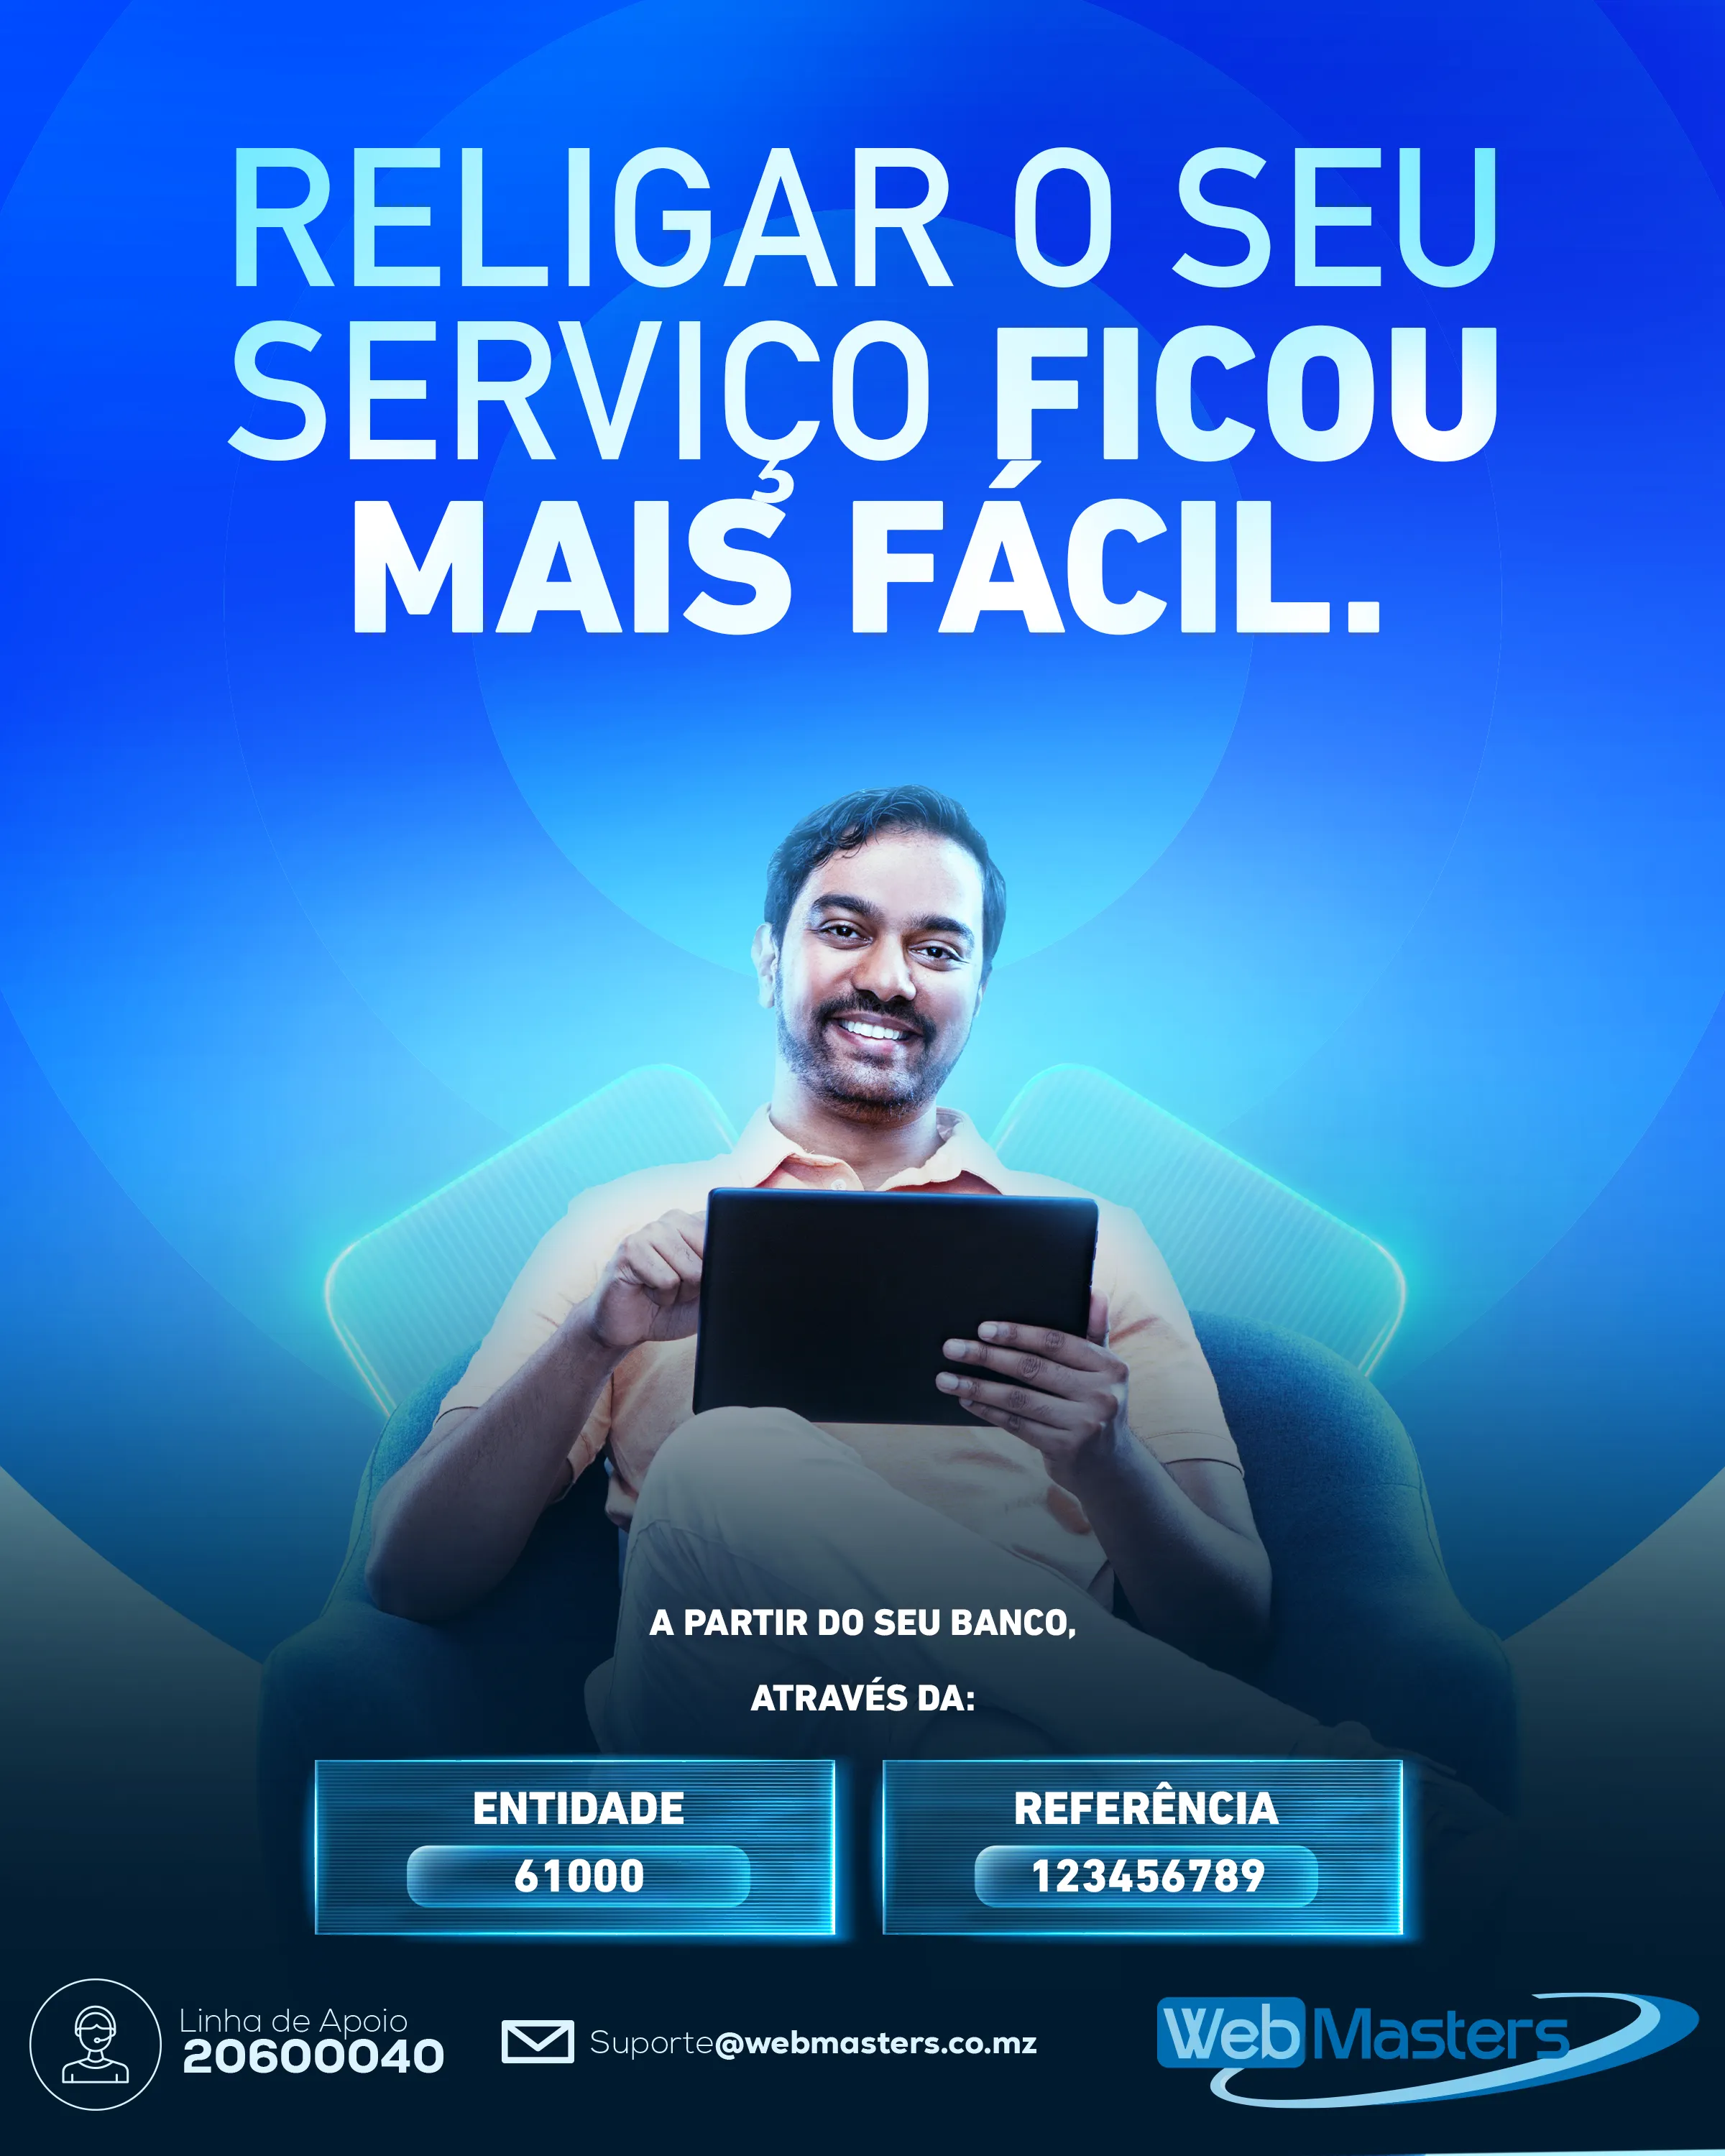 RELIGAR O SEU
SERVIÇO FICOU
MAIS FÁCIL.
A PARTIR DO SEU BANCO,
ATRAVÉS DA:
ENTIDADE
61000
REFERÊNCIA
123456789
Linha de Apoio
20600040
Suporte@webmasters.co.mz
WebMasters